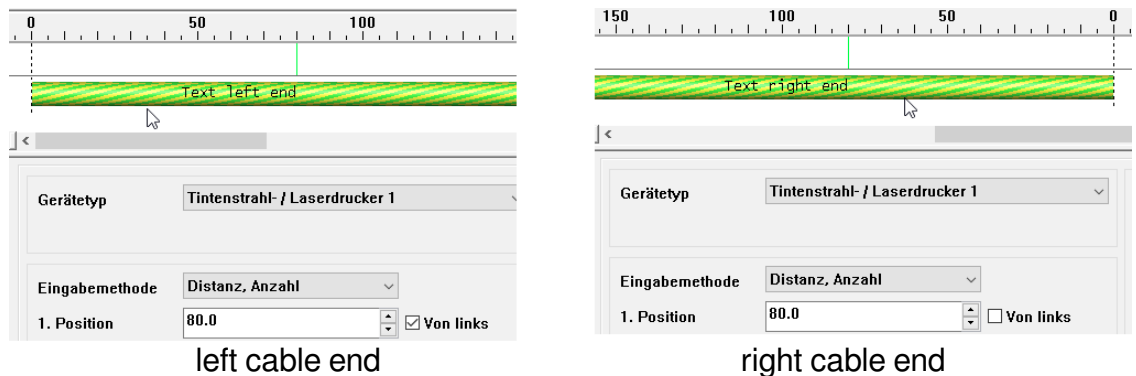 0 50 100
Text left end
Gerätetyp Tintenstrahl- / Laserdrucker 1
Eingabemethode Distanz, Anzahl
1. Position 80.0 Von links
left cable end
150 100 50 0
Text right end
Gerätetyp Tintenstrahl- / Laserdrucker 1
Eingabemethode Distanz, Anzahl
1. Position 80.0 Von links
right cable end